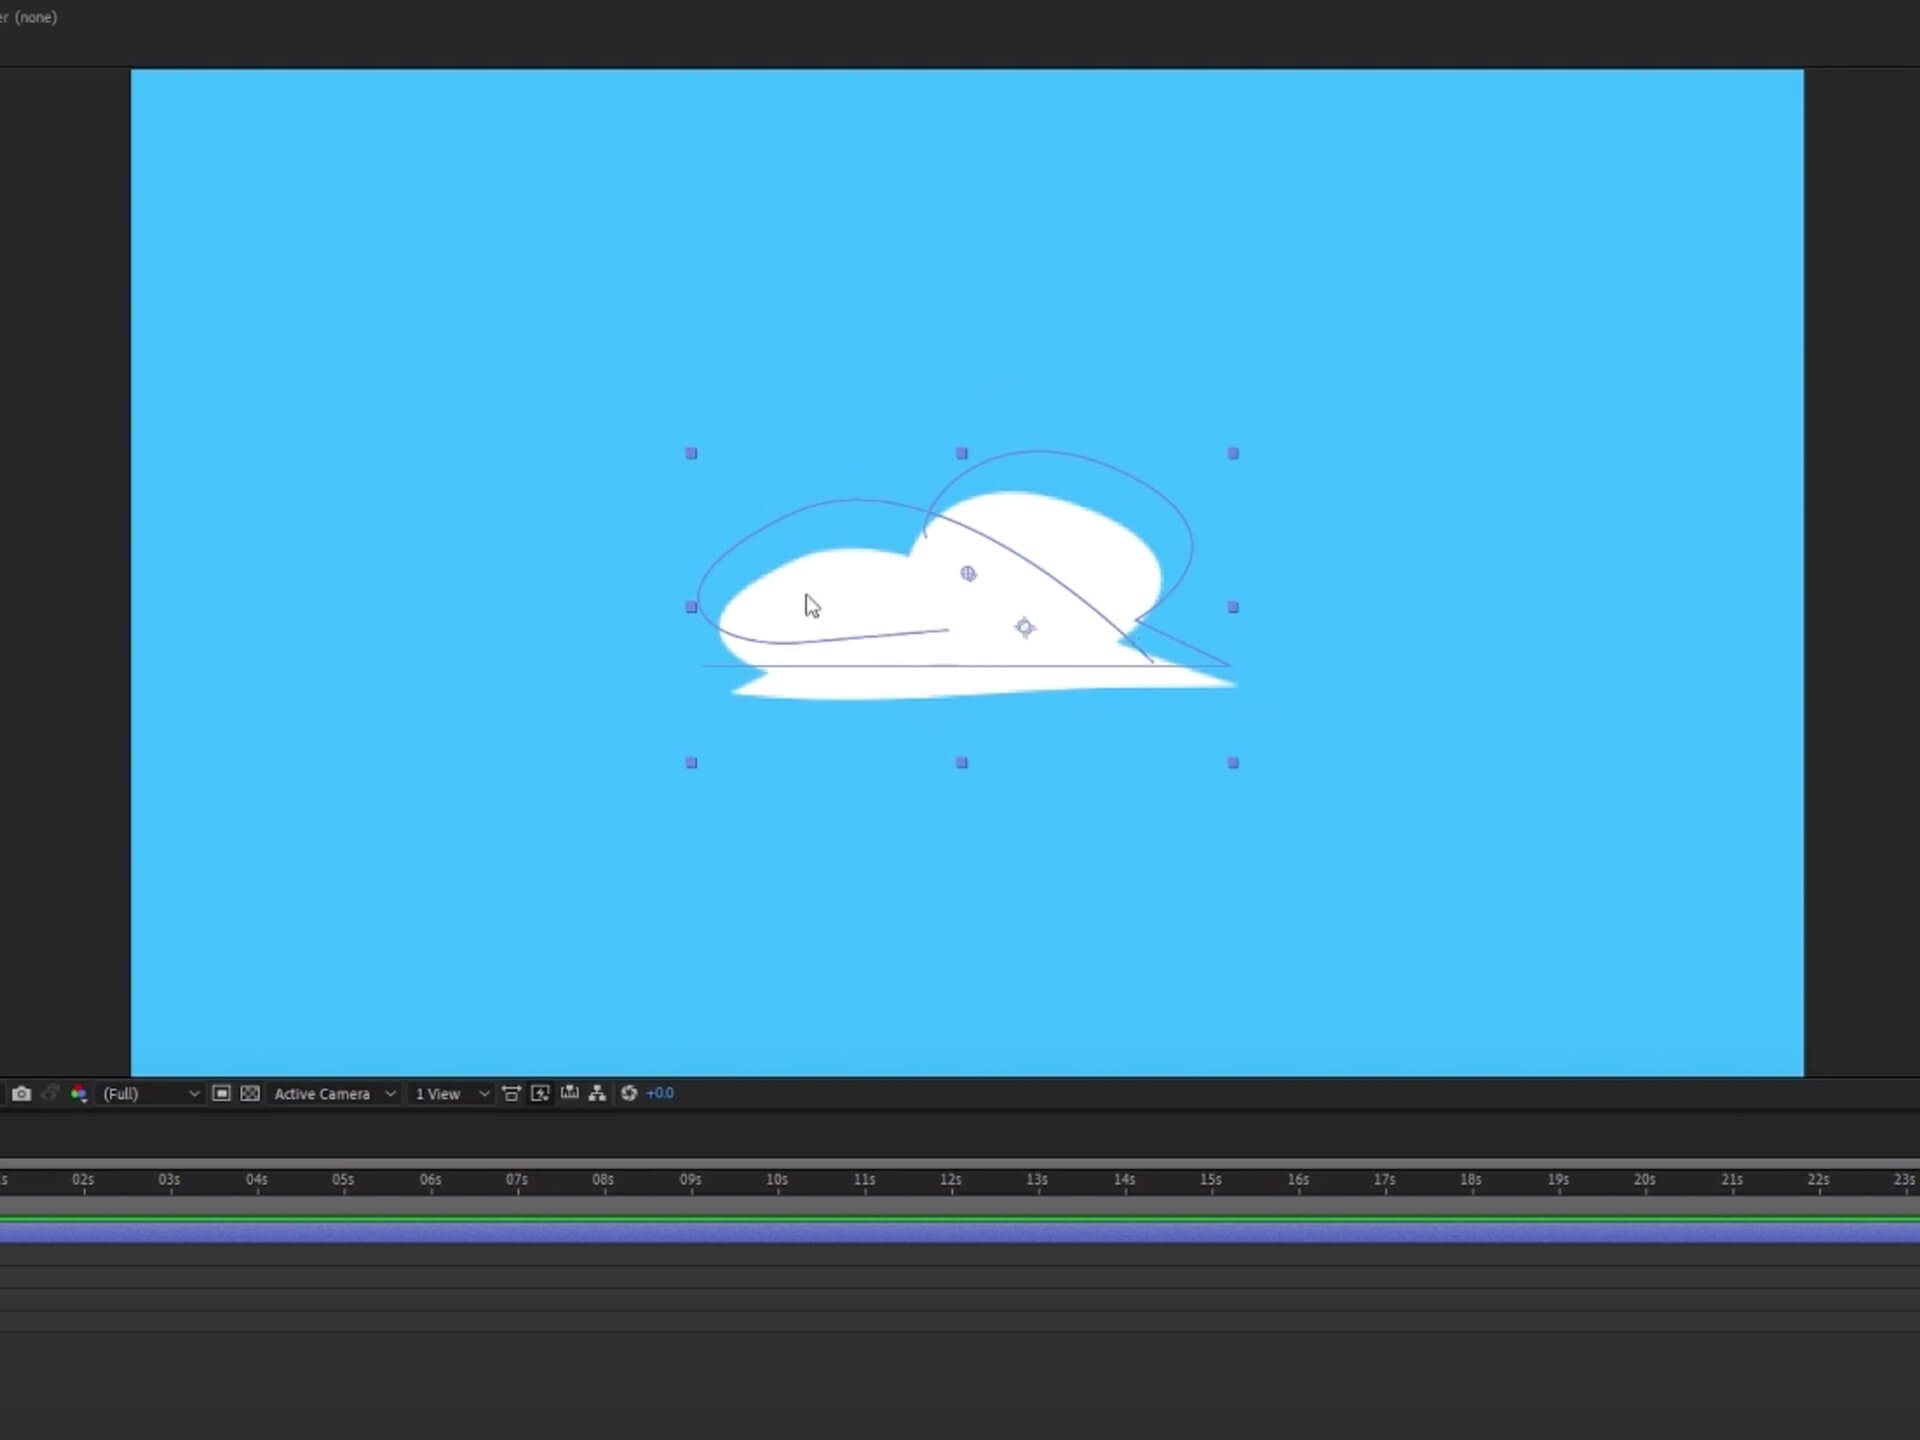 er (none)
(Full) Active Camera 1 View +0.0
s 02s 03s 04s 05s 06s 07s 08s 09s 10s 11s 12s 13s 14s 15s 16s 17s 18s 19s 20s 21s 22s 23s